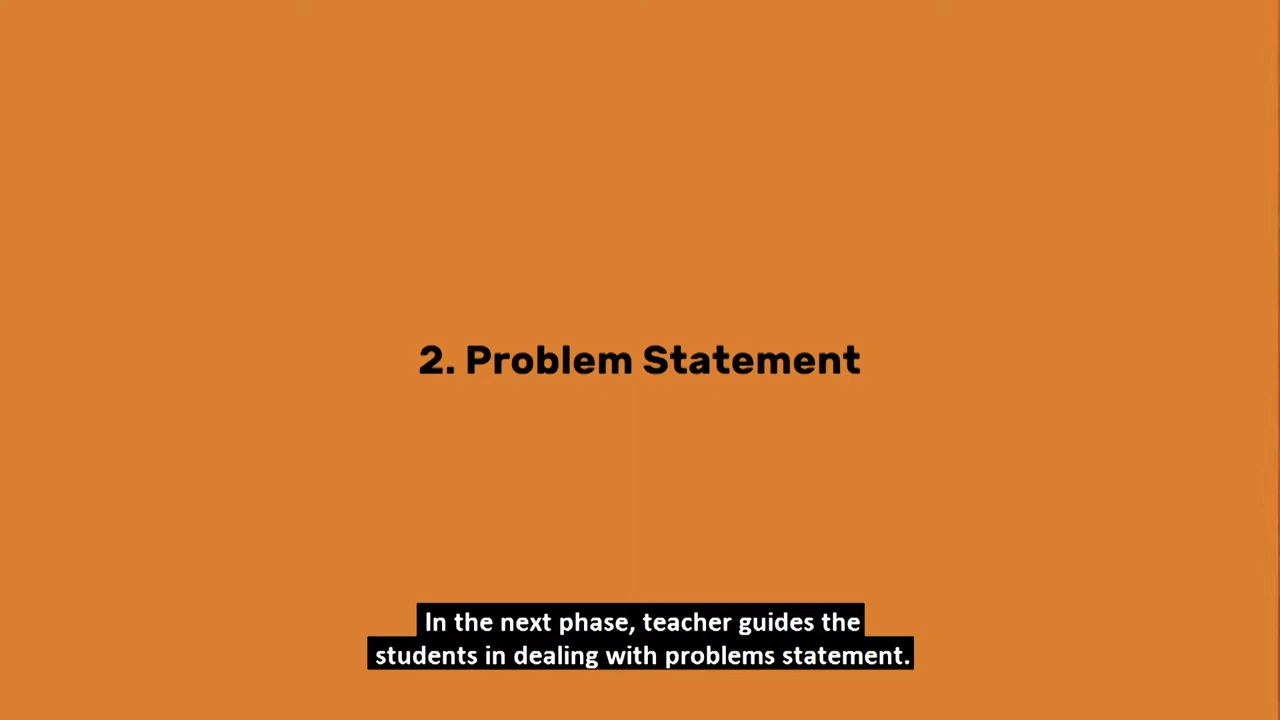 2. Problem Statement
In the next phase, teacher guides the
students in dealing with problems statement.